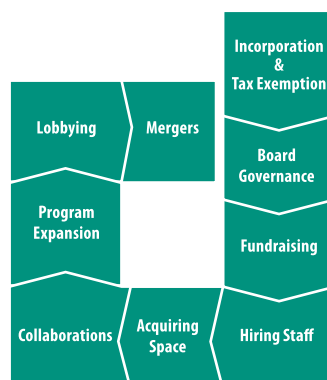 Incorporation
&
Tax Exemption
Board
Governance
Fundraising
Hiring Staff
Acquiring
Space
Collaborations
Program
Expansion
Lobbying
Mergers